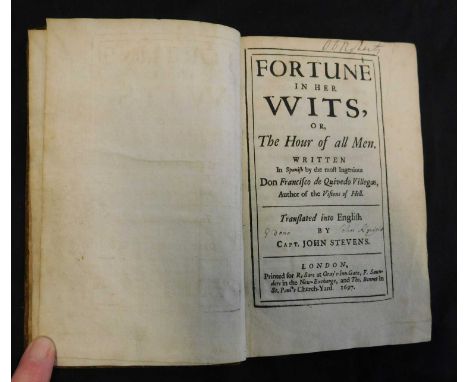 FORTUNE
IN HER
WITS,
OR,
The Hour of all Men.
WRITTEN
In Spanish by the most Ingenious
Don Francisco de Quevedo Villegas,
Author of the Visions of Hell.
Translated into English
BY
CAPT. JOHN STEVENS.
LONDON,
Printed for R. Sare at Grays-Inn-Gate, F. Saun-
ders in the New-Exchange, and Tho. Bennet in
St. Paul's Church-Yard. 1697.